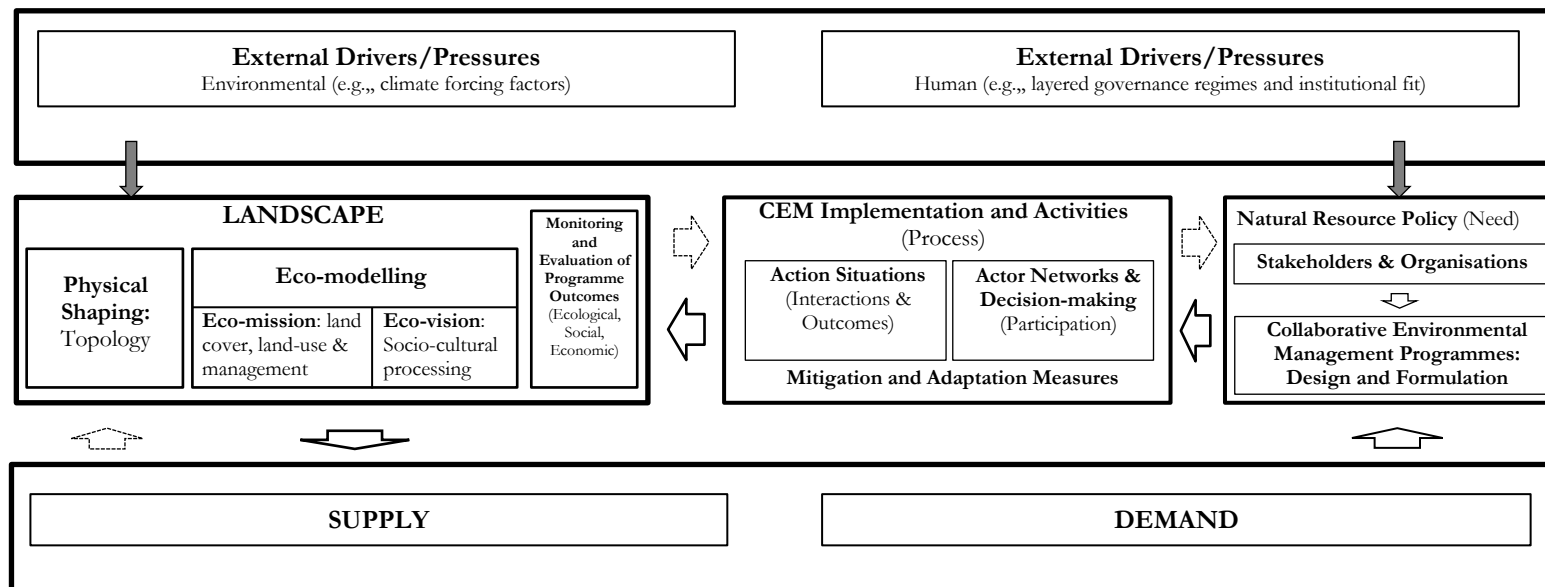 External Drivers/Pressures
Environmental (e.g.,, climate forcing factors)
External Drivers/Pressures
Human (e.g.,, layered governance regimes and institutional fit)
LANDSCAPE
Physical
Shaping:
Topology
Eco-modelling
Eco-mission: land
cover, land-use &
management
Eco-vision:
Socio-cultural
processing
Monitoring
and
Evaluation of
Programme
Outcomes
(Ecological,
Social,
Economic)
CEM Implementation and Activities
(Process)
Action Situations
(Interactions &
Outcomes)
Actor Networks &
Decision-making
(Participation)
Mitigation and Adaptation Measures
Natural Resource Policy (Need)
Stakeholders & Organisations
Collaborative Environmental
Management Programmes:
Design and Formulation
SUPPLY
DEMAND